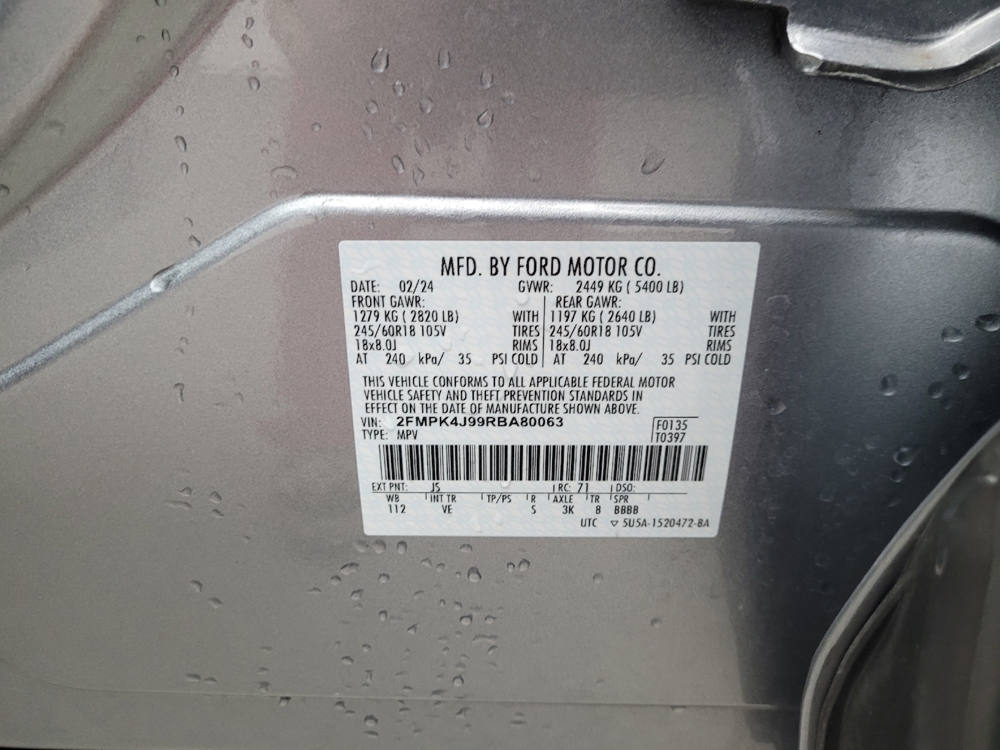 MFD. BY FORD MOTOR CO.
DATE: 02/24 GVWR: 2449 KG ( 5400 LB)
FRONT GAWR: REAR GAWR:
1279 KG ( 2820 LB) WITH 1197 KG ( 2640 LB) WITH
245/60R18 105V TIRES 245/60R18 105V TIRES
18x8.0J RIMS 18x8.0J RIMS
AT 240 kPa/ 35 PSI COLD AT 240 kPa/ 35 PSI COLD
THIS VEHICLE CONFORMS TO ALL APPLICABLE FEDERAL MOTOR
VEHICLE SAFETY AND THEFT PREVENTION STANDARDS IN
EFFECT ON THE DATE OF MANUFACTURE SHOWN ABOVE.
VIN: 2FMPK4J99RBA80063 F0135
TYPE: MPV T0397
EXT PNT: JS RC: 71 DSO:
WB INT TR TP/PS R AXLE TR SPR
112 VE S 3K 8 BBBB
UTC ▽ 5U5A-1520472-BA